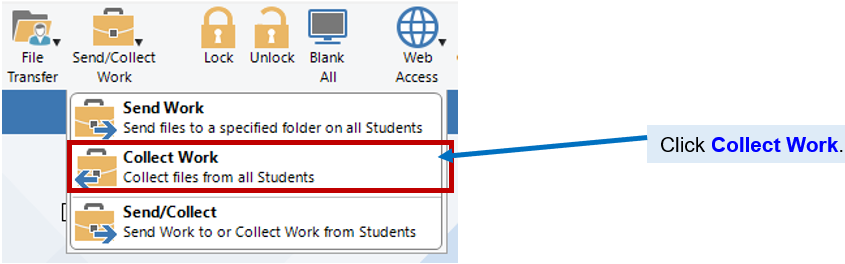 File Transfer
Send/Collect Work
Lock
Unlock
Blank All
Web Access
Send Work
Send files to a specified folder on all Students
Collect Work
Collect files from all Students
Send/Collect
Send Work to or Collect Work from Students
Click Collect Work.